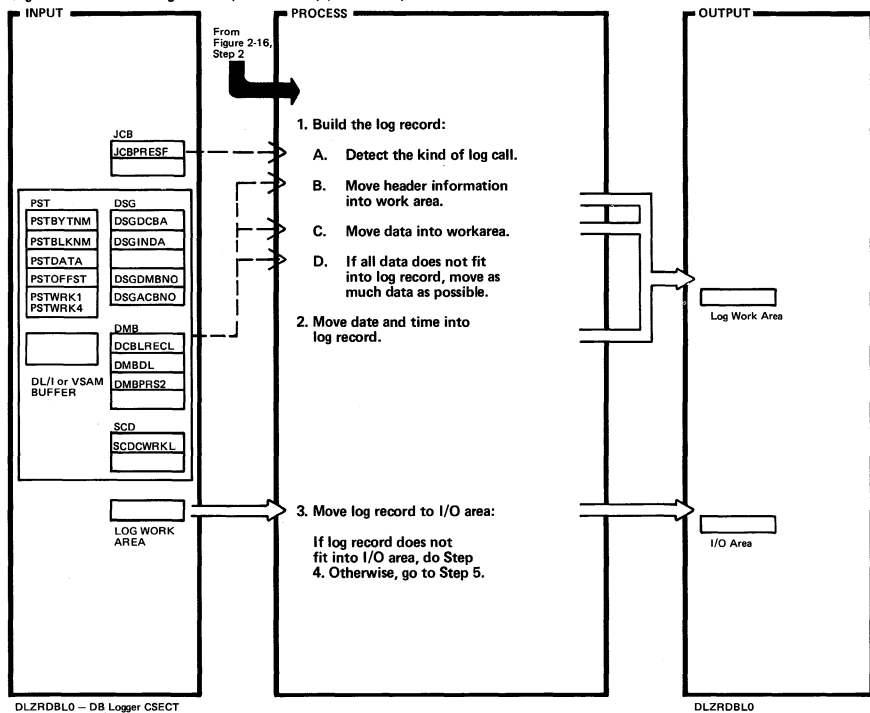 INPUT
PROCESS
OUTPUT
From
Figure 2-16,
Step 2
JCB
JCBPRESF
PST
PSTBYTNM
PSTBLKNM
PSTDATA
PSTOFFST
PSTWRK1
PSTWRK4
DL/I or VSAM
BUFFER
DSG
DSGDCBA
DSGINDA
DSGDMBNO
DSGACBNO
DMB
DCBLRECL
DMBDL
DMBPRS2
SCD
SCDCWRKL
LOG WORK
AREA
1. Build the log record:
A. Detect the kind of log call.
B. Move header information
into work area.
C. Move data into workarea.
D. If all data does not fit
into log record, move as
much data as possible.
2. Move date and time into
log record.
3. Move log record to I/O area:
If log record does not
fit into I/O area, do Step
4. Otherwise, go to Step 5.
Log Work Area
I/O Area
DLZRDBL0 – DB Logger CSECT
DLZRDBL0